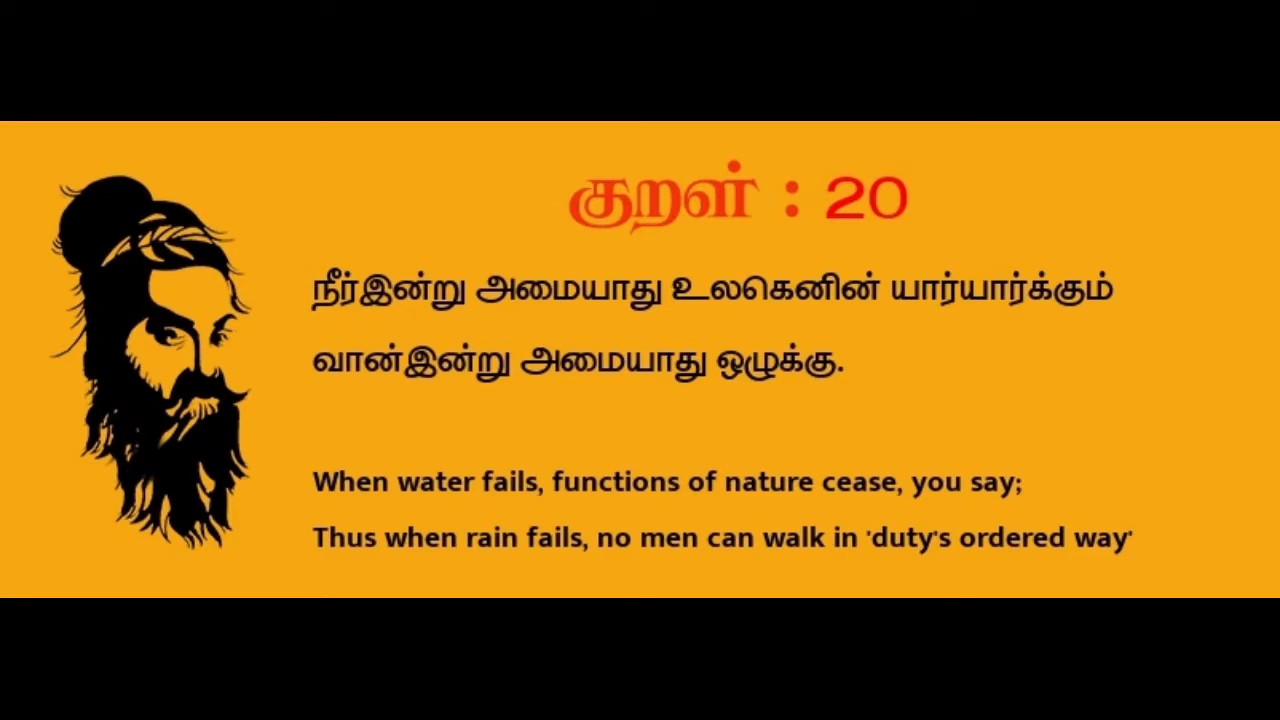 குறள் : 20
நீர்இன்று அமையாது உலகெனின் யார்யார்க்கும்
வான்இன்று அமையாது ஒழுக்கு.
When water fails, functions of nature cease, you say;
Thus when rain fails, no men can walk in 'duty's ordered way'